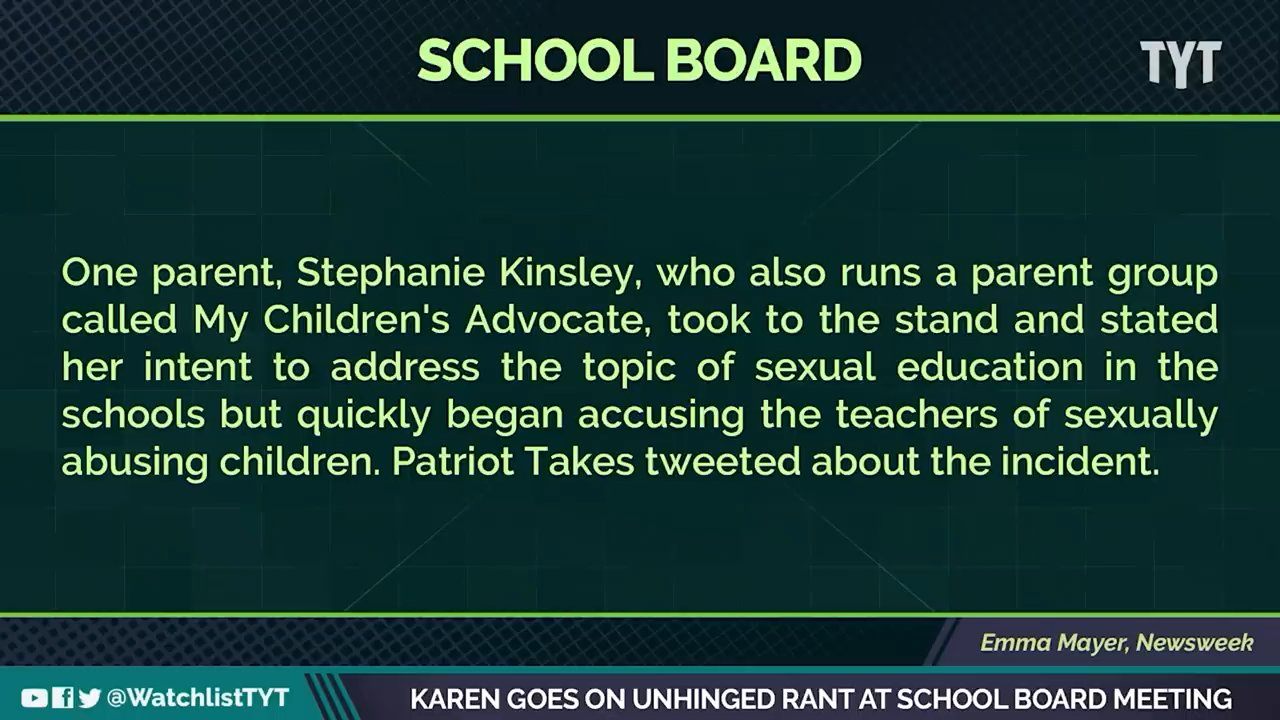 SCHOOL BOARD
TYT
One parent, Stephanie Kinsley, who also runs a parent group
called My Children's Advocate, took to the stand and stated
her intent to address the topic of sexual education in the
schools but quickly began accusing the teachers of sexually
abusing children. Patriot Takes tweeted about the incident.
Emma Mayer, Newsweek
@WatchlistTYT
KAREN GOES ON UNHINGED RANT AT SCHOOL BOARD MEETING